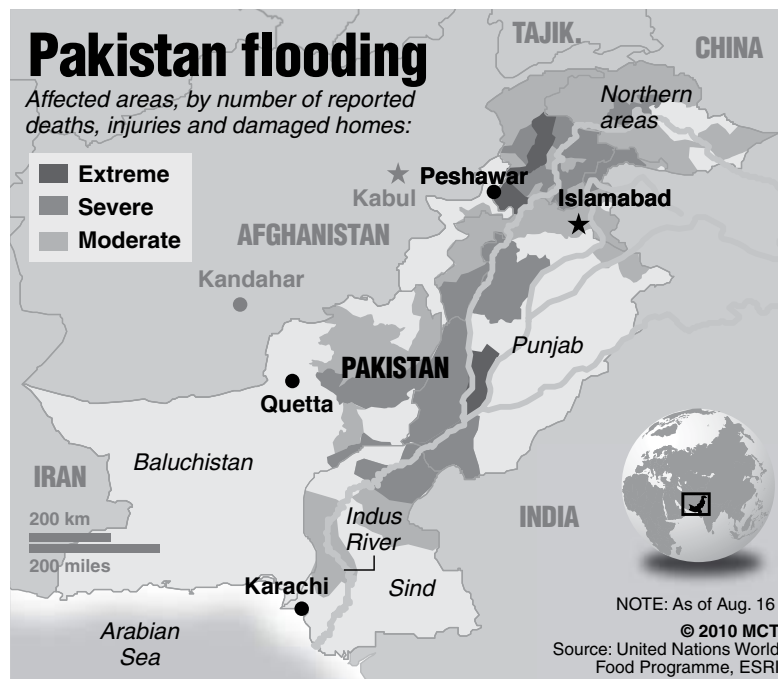 Pakistan flooding
Affected areas, by number of reported
deaths, injuries and damaged homes:
Extreme
Severe
Moderate
TAJIK.
CHINA
Northern
areas
Kabul
Peshawar
Islamabad
AFGHANISTAN
Kandahar
Punjab
PAKISTAN
Quetta
Baluchistan
IRAN
INDIA
200 km
200 miles
Indus
River
Karachi
Sind
Arabian
Sea
NOTE: As of Aug. 16
© 2010 MCT
Source: United Nations World
Food Programme, ESRI